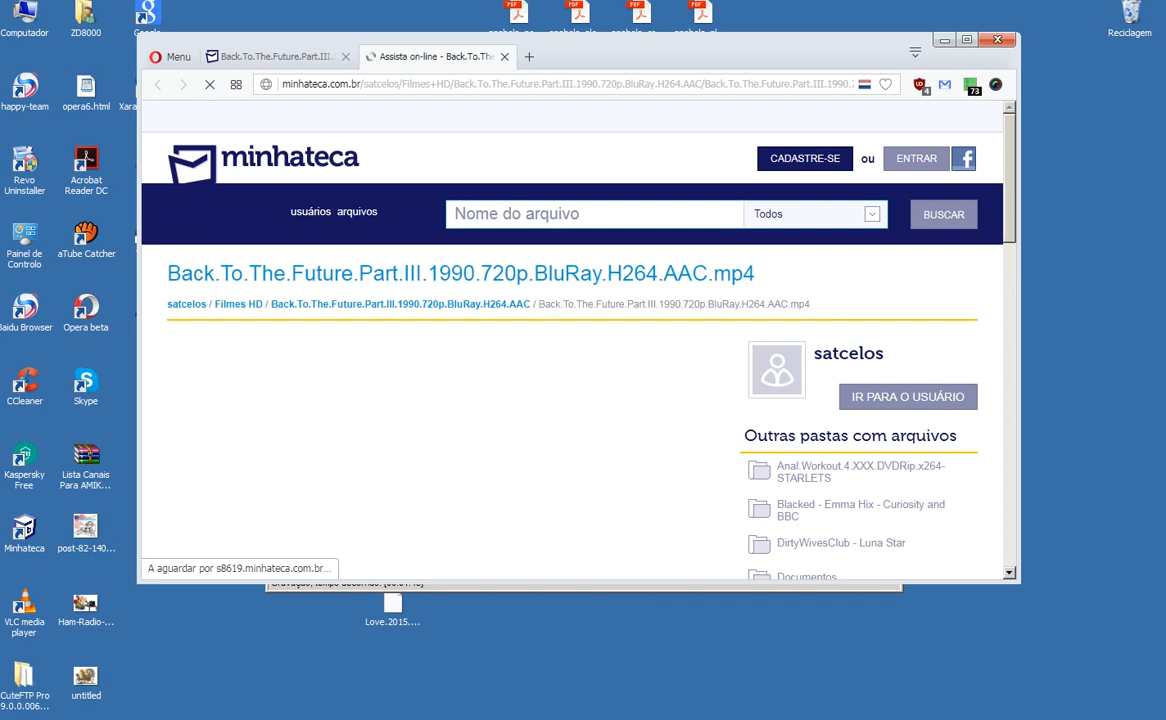 Computador
ZD8000
Google
Reciclagem
Menu
Back.To.The.Future.Part.III.
Assista on-line - Back.To.The
minhateca.com.br/satcelos/Filmes+HD/Back.To.The.Future.Part.III.1990.720p.BluRay.H264.AAC/Back.To.The.Future.Part.III.1990.7
4
73
happy-team
opera6.html
Xara
minhateca
CADASTRE-SE
ou
ENTRAR
f
Revo
Uninstaller
Acrobat
Reader DC
usuários arquivos
Nome do arquivo
Todos
BUSCAR
Painel de
Controlo
aTube Catcher
Back.To.The.Future.Part.III.1990.720p.BluRay.H264.AAC.mp4
satcelos / Filmes HD / Back.To.The.Future.Part.III.1990.720p.BluRay.H264.AAC / Back.To.The.Future.Part.III.1990.720p.BluRay.H264.AAC.mp4
Baidu Browser
Opera beta
satcelos
IR PARA O USUÁRIO
CCleaner
Skype
Outras pastas com arquivos
Anal.Workout.4.XXX.DVDRip.x264-
STARLETS
Blacked - Emma Hix - Curiosity and
BBC
DirtyWivesClub - Luna Star
Documentos
Kaspersky
Free
Lista Canais
Para AMIK...
Minhateca
post-82-140...
A aguardar por s8619.minhateca.com.br...
VLC media
player
Ham-Radio-...
Love.2015....
CuteFTP Pro
9.0.0.006...
untitled